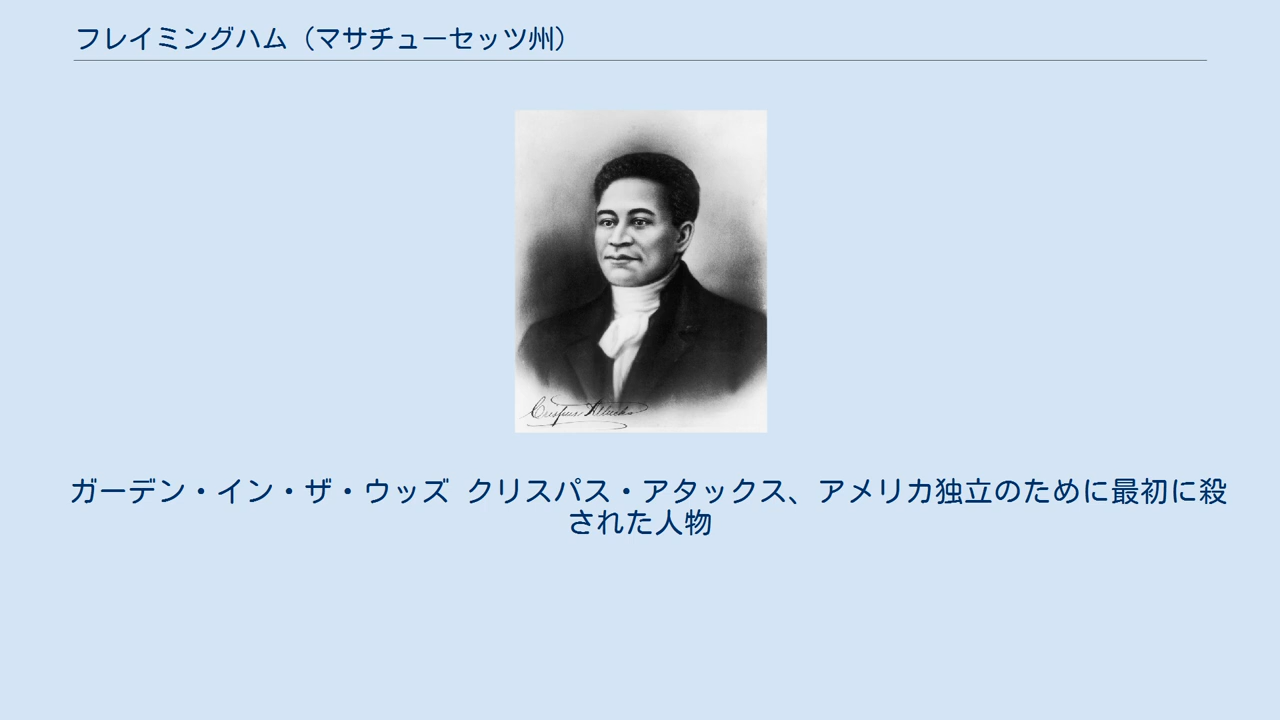 フレイミングハム（マサチューセッツ州）
Crispus Attucks
ガーデン・イン・ザ・ウッズ クリスパス・アタックス、アメリカ独立のために最初に殺
された人物